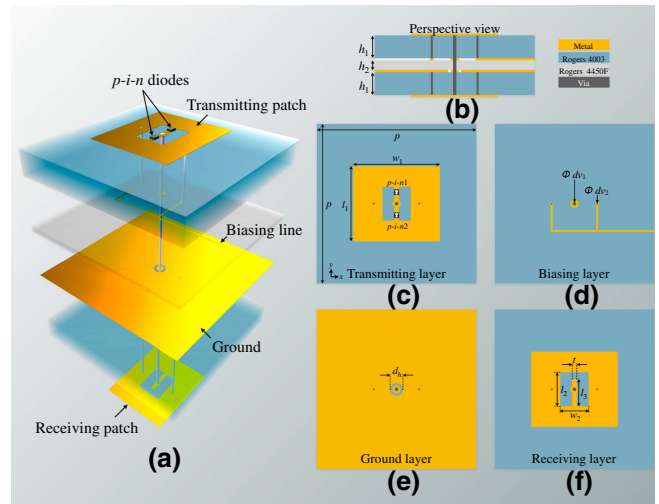 p-i-n diodes
Transmitting patch
Biasing line
Ground
Receiving patch
(a)
Perspective view
h1
h2
h1
Metal
Rogers 4003
Rogers 4450F
Via
(b)
p
w1
l1
p
p-i-n1
p-i-n2
y
x
Transmitting layer
(c)
Φ dv1
Φ dv2
Biasing layer
(d)
dh
Ground layer
(e)
t
l2
l3
w2
Receiving layer
(f)